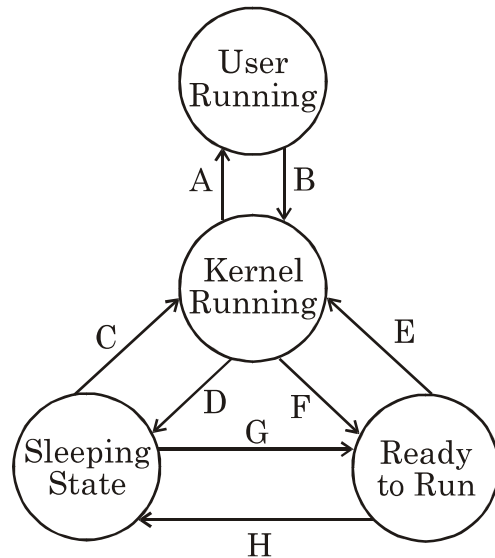 User
Running
A
B
Kernel
Running
C
E
D
F
Sleeping
State
G
Ready
to Run
H